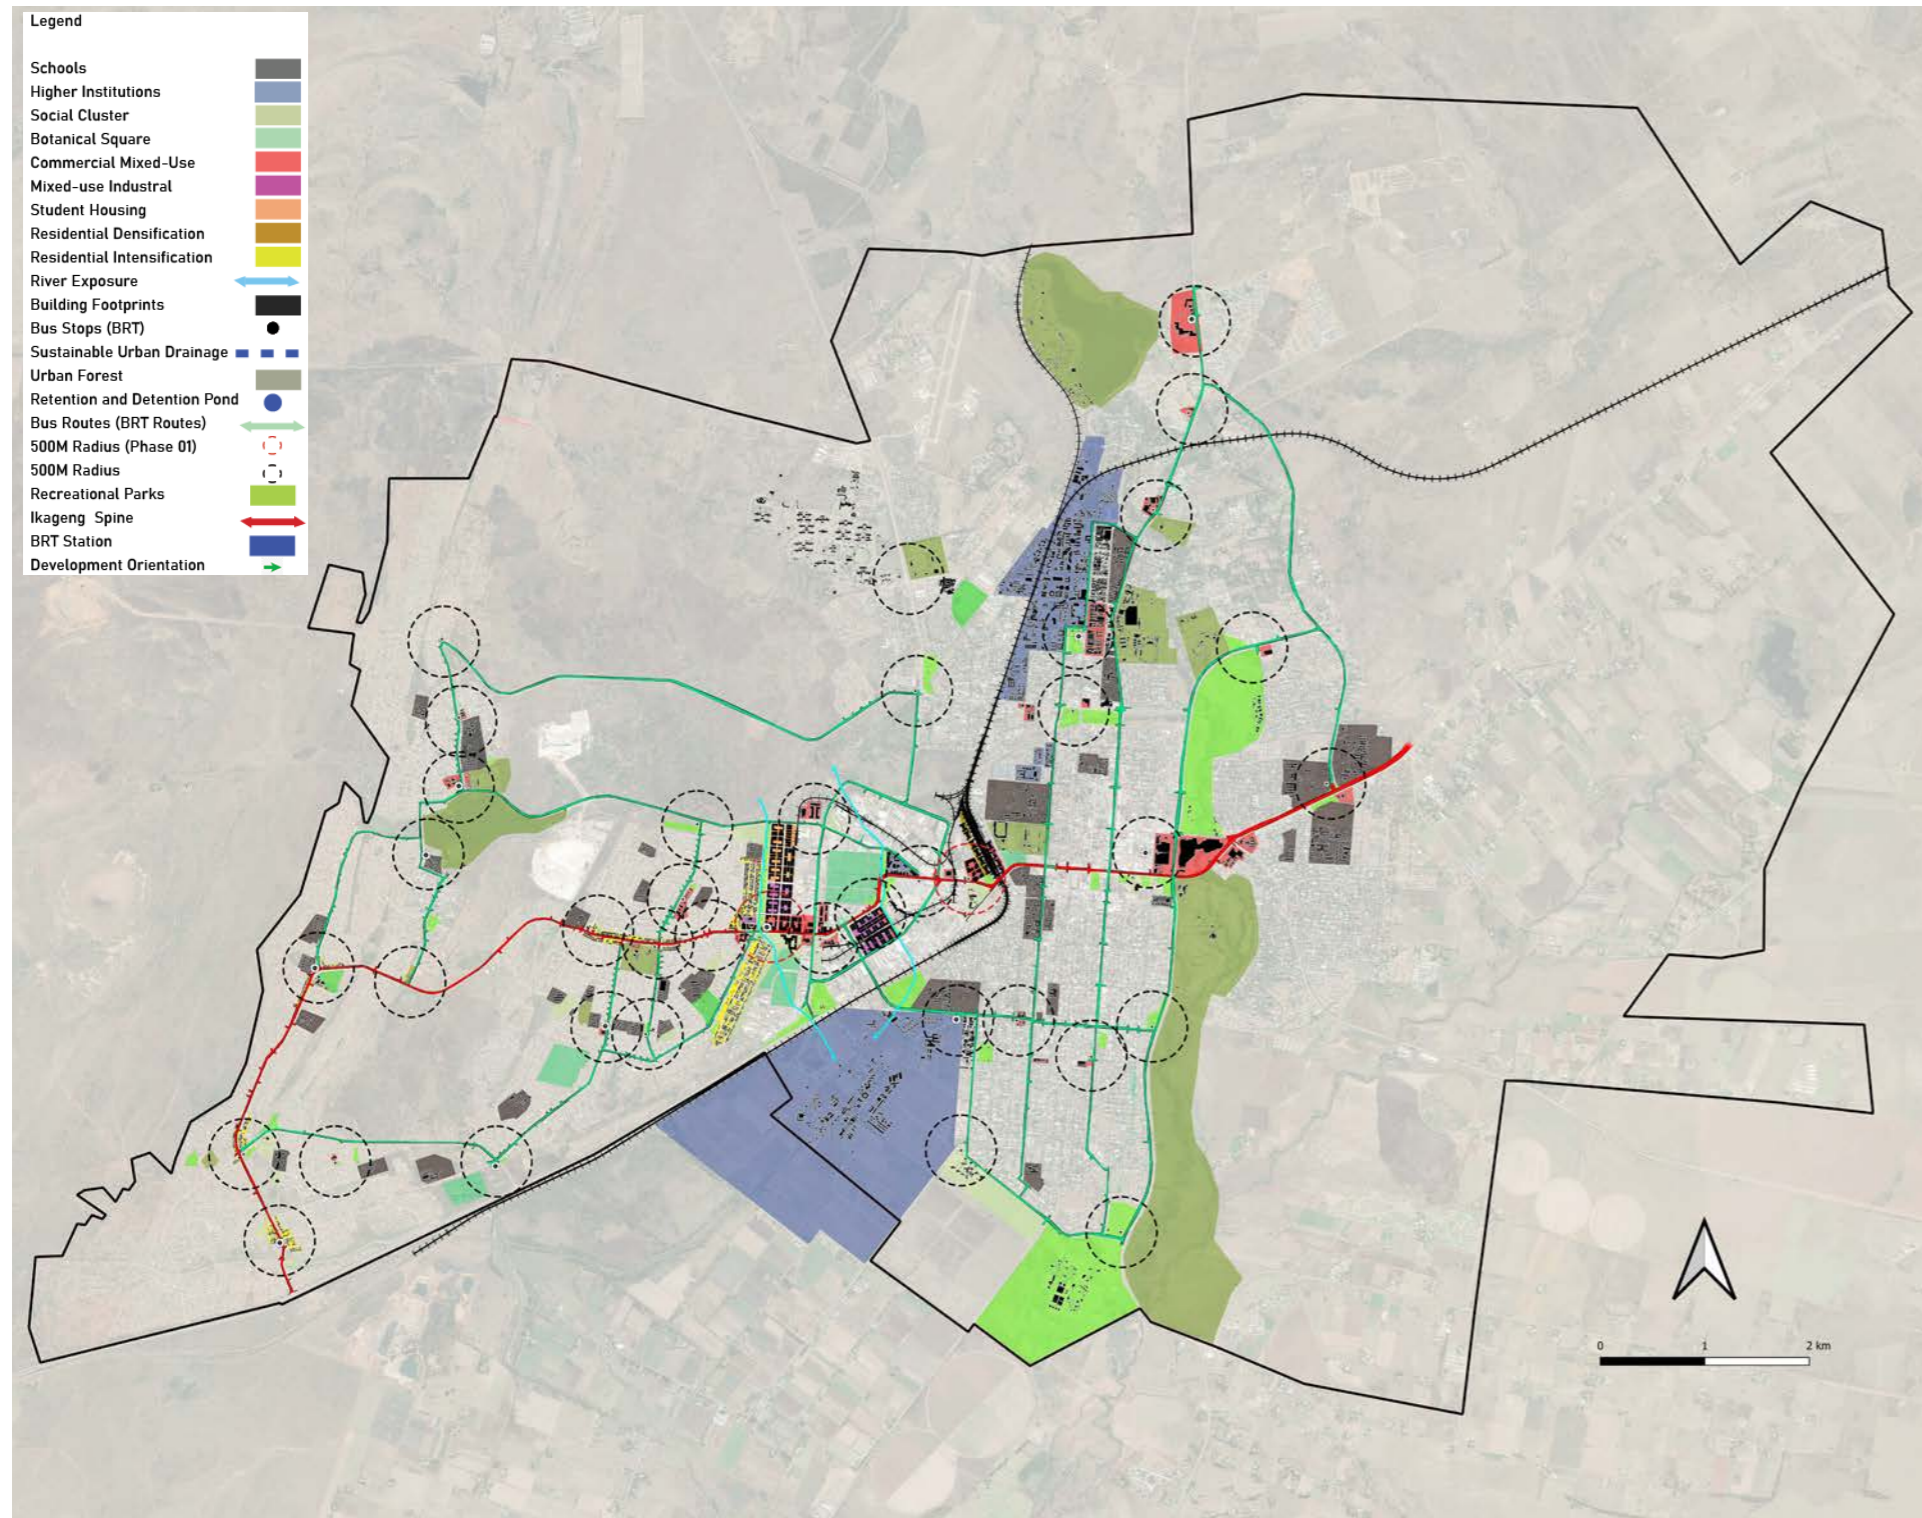 Legend
Schools
Higher Institutions
Social Cluster
Botanical Square
Commercial Mixed-Use
Mixed-use Industral
Student Housing
Residential Densification
Residential Intensification
River Exposure
Building Footprints
Bus Stops (BRT)
Sustainable Urban Drainage
Urban Forest
Retention and Detention Pond
Bus Routes (BRT Routes)
500M Radius (Phase 01)
500M Radius
Recreational Parks
Ikageng Spine
BRT Station
Development Orientation
0 1 2 km